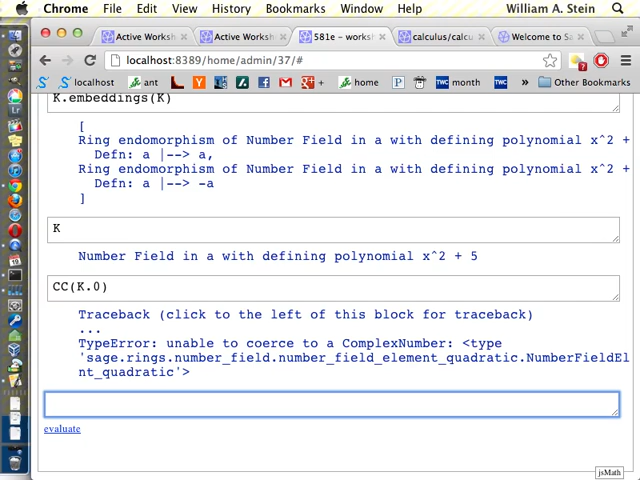 Chrome File Edit View History Bookmarks Window Help William A. Stein
Active Worksh 581e – works Active Worksh calculus/calcu Welcome to Sa
localhost:8389/home/admin/37/#
localhost ant home month » Other Bookmarks
K.embeddings(K)
[
Ring endomorphism of Number Field in a with defining polynomial x^2 +
Defn: a |--> a,
Ring endomorphism of Number Field in a with defining polynomial x^2 +
Defn: a |--> -a
]
K
Number Field in a with defining polynomial x^2 + 5
CC(K.0)
Traceback (click to the left of this block for traceback)
...
TypeError: unable to coerce to a ComplexNumber: <type
'sage.rings.number_field.number_field_element_quadratic.NumberFieldEl
nt_quadratic'>
evaluate
jsMath